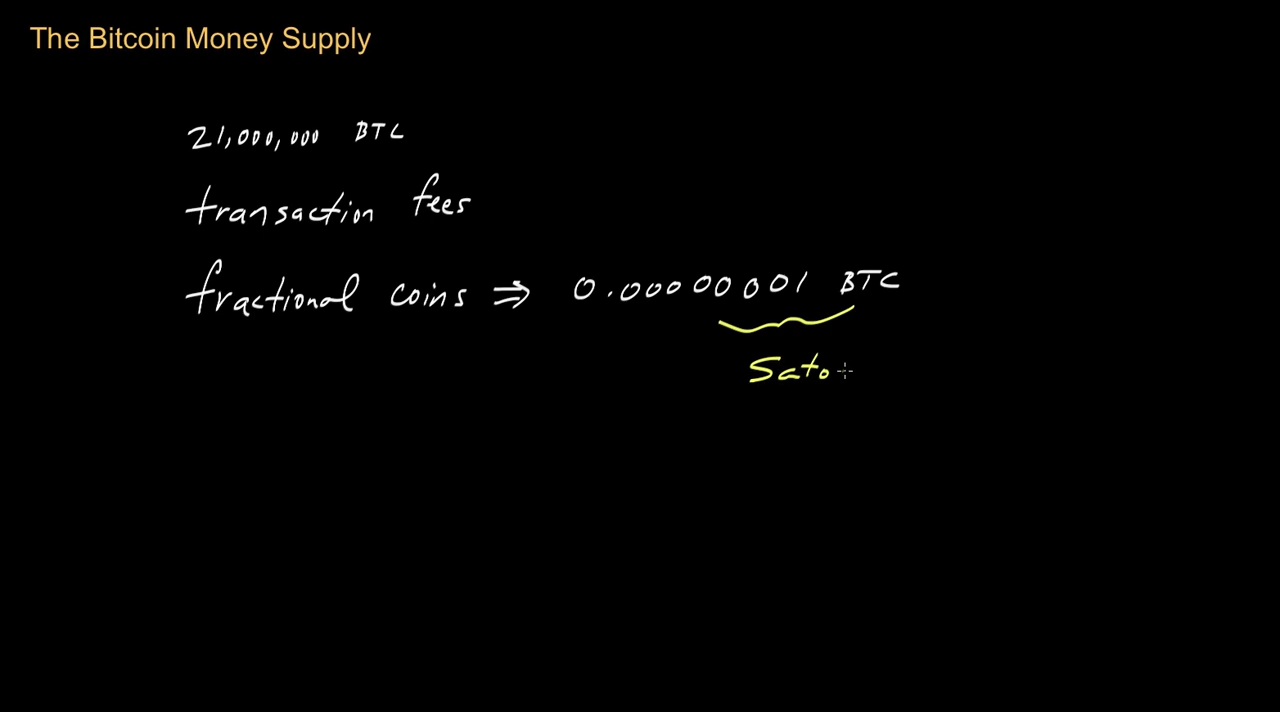 The Bitcoin Money Supply
21,000,000 BTC
transaction fees
fractional coins ⇒ 0.00000001 BTC
Sato